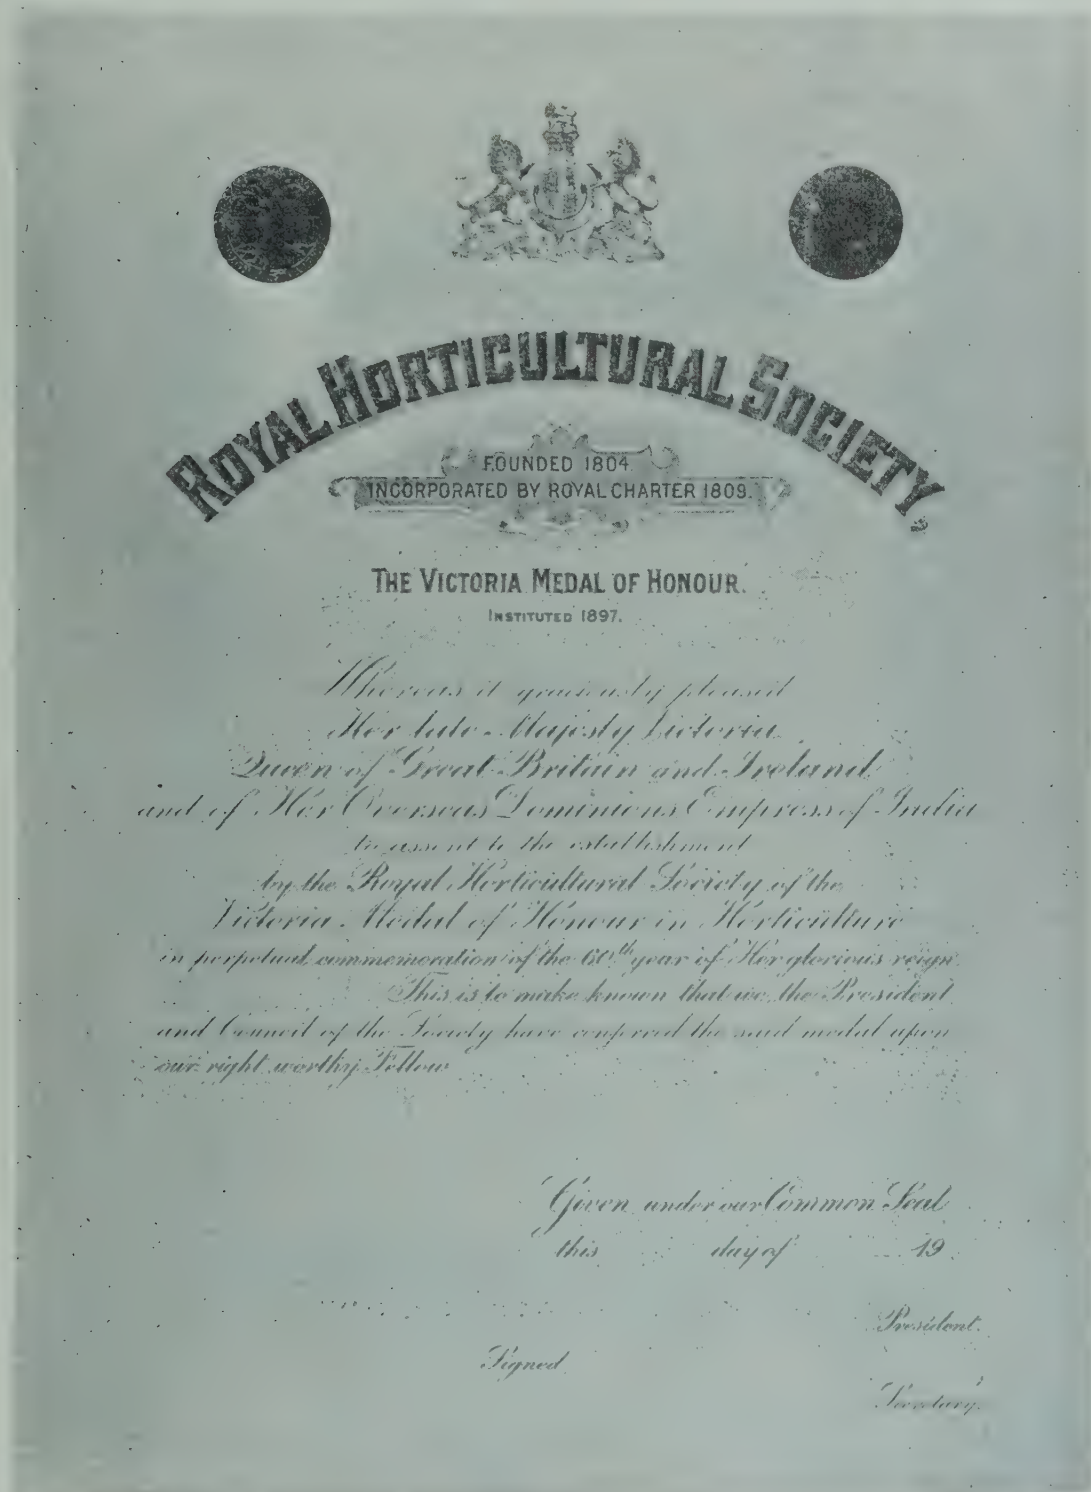 ROYAL HORTICULTURAL SOCIETY,
FOUNDED 1804.
INCORPORATED BY ROYAL CHARTER 1809.
THE VICTORIA MEDAL OF HONOUR.
INSTITUTED 1897.
Whereas it graciously pleased
Her late Majesty Victoria
Queen of Great Britain and Ireland
and of Her Overseas Dominions Empress of India
to assent to the establishment
by the Royal Horticultural Society of the
Victoria Medal of Honour in Horticulture
in perpetual commemoration of the 60th year of Her glorious reign.
This is to make known that we the President
and Council of the Society have conferred the said medal upon
our right worthy Fellow
Given under our Common Seal
this day of 19
President.
Signed
Secretary.